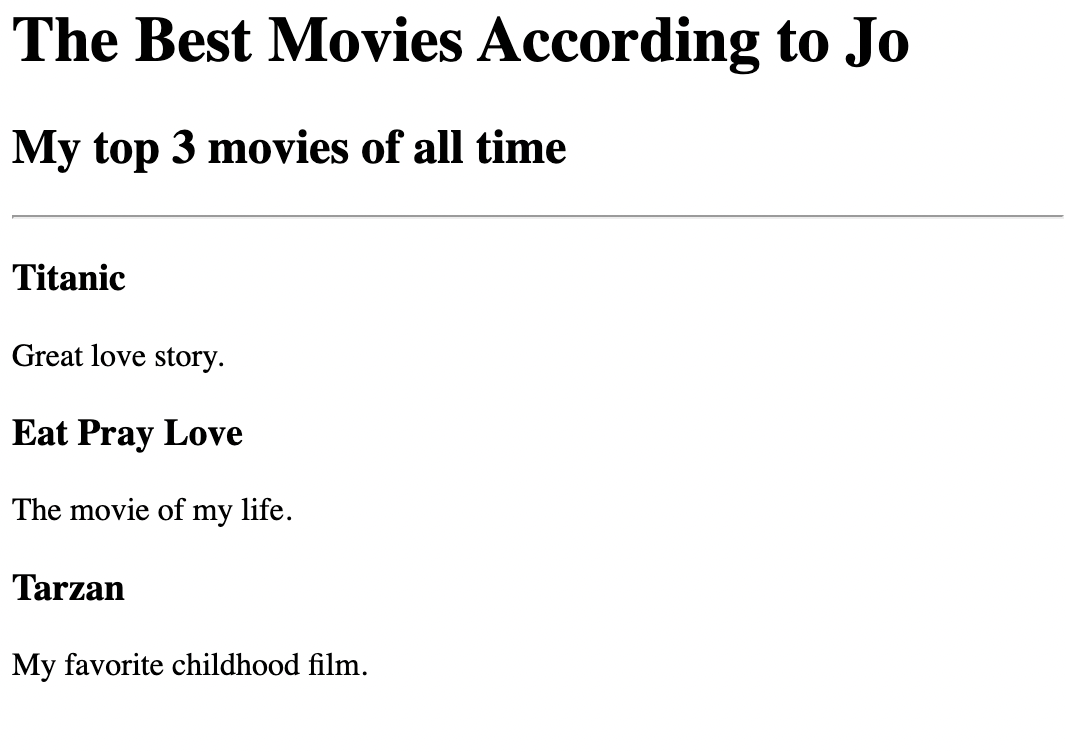 The Best Movies According to Jo
My top 3 movies of all time
Titanic
Great love story.
Eat Pray Love
The movie of my life.
Tarzan
My favorite childhood film.